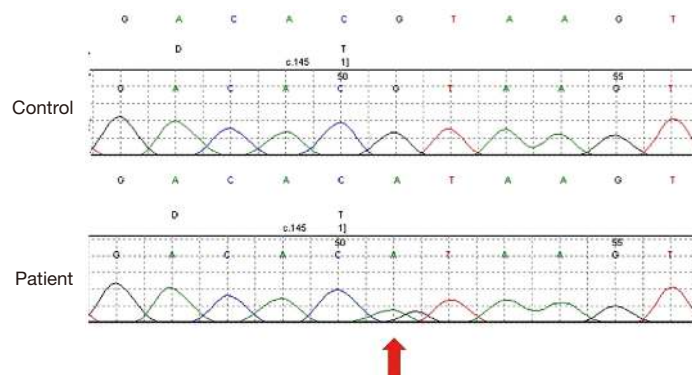 G A C A C G T A A G T
D T
c.145 1]
50 55
G A C A C G T A A G T
Control
G A C A C A T A A G T
D T
c.145 1]
50 55
G A C A C A T A A G T
Patient